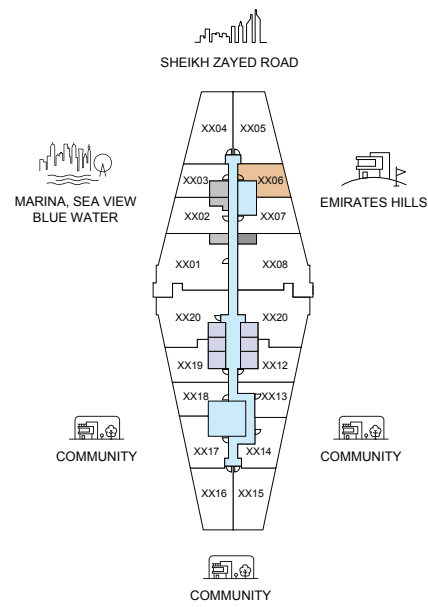 SHEIKH ZAYED ROAD
XX04 XX05
XX03 XX06
MARINA, SEA VIEW
BLUE WATER
EMIRATES HILLS
XX02 XX07
XX01 XX08
XX20 XX20
XX19 XX12
XX18 XX13
COMMUNITY
XX17 XX14
COMMUNITY
XX16 XX15
COMMUNITY